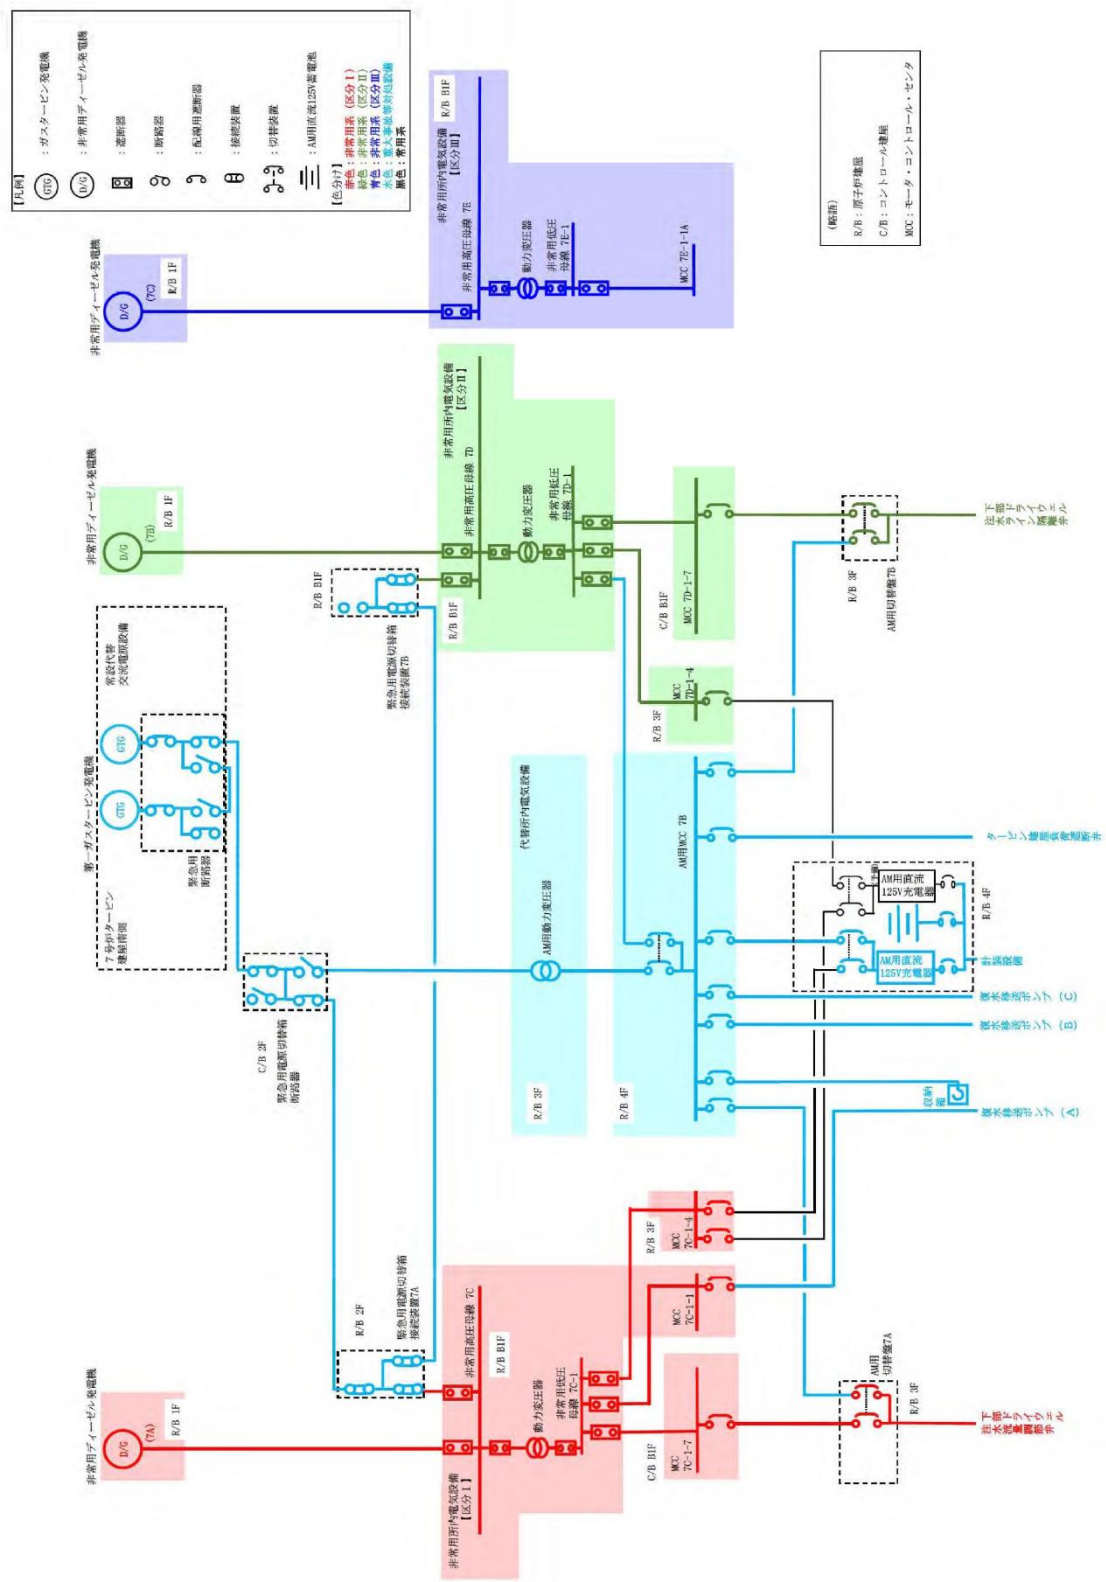 【凡例】
GTG
：ガスタービン発電機
D/G
：非常用ディーゼル発電機
：遮断器
：断路器
：配線用遮断器
：接続装置
：切替装置
：AM用直流125V蓄電池
【色分け】
赤色：非常用系（区分Ⅰ）
緑色：非常用系（区分Ⅱ）
青色：非常用系（区分Ⅲ）
水色：重大事故等対処設備
黒色：常用系
(略語)
R/B：原子炉建屋
C/B：コントロール建屋
MCC：モータ・コントロール・センタ
非常用ディーゼル発電機
D/G
(7A)
R/B 1F
第一ガスタービン発電機
7号炉タービン
建屋南側
常設代替
交流電源設備
GTG
GTG
緊急用
断路器
非常用ディーゼル発電機
D/G
(7B)
R/B 1F
非常用ディーゼル発電機
D/G
(7C)
R/B 1F
C/B 2F
緊急用電源切替箱
断路器
R/B 2F
緊急用電源切替箱
接続装置7A
R/B B1F
緊急用電源切替箱
接続装置7B
非常用所内電気設備
【区分Ⅰ】
非常用高圧母線 7C
R/B B1F
動力変圧器
非常用低圧
母線 7C-1
C/B B1F
MCC
7C-1-7
MCC
7C-1-1
R/B 3F
MCC
7C-1-4
代替所内電気設備
AM用動力変圧器
R/B 3F
R/B 4F
AM用MCC 7B
非常用所内電気設備
【区分Ⅱ】
非常用高圧母線 7D
R/B B1F
動力変圧器
非常用低圧
母線 7D-1
R/B 3F
MCC
7D-1-4
C/B B1F
MCC 7D-1-7
非常用所内電気設備
【区分Ⅲ】
R/B B1F
非常用高圧母線 7E
動力変圧器
非常用低圧
母線 7E-1
MCC 7E-1-1A
AM用
切替盤7A
R/B 3F
下部ドライウェル
注水流量調節弁
復水移送ポンプ (A)
収納
箱
復水移送ポンプ (B)
復水移送ポンプ (C)
AM用直流
125V充電器
AM用直流
125V充電器
R/B 4F
計装設備
タービン建屋負荷遮断弁
R/B 3F
AM用切替盤7B
下部ドライウェル
注水ライン隔離弁